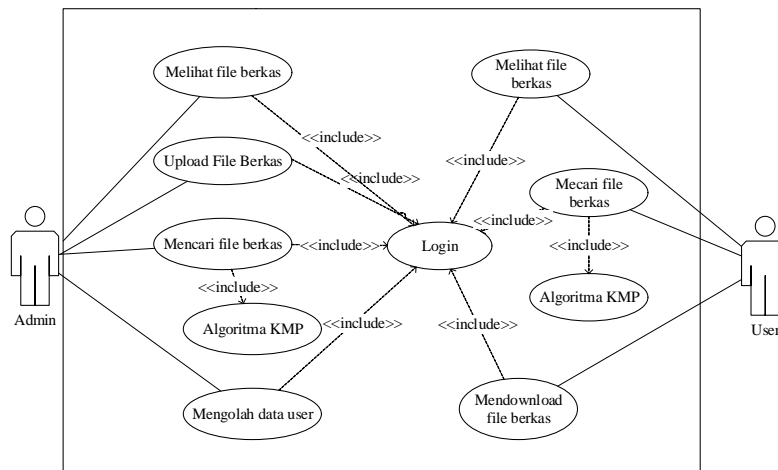 Melihat file berkas
Melihat file
berkas
<<include>>
<<include>>
Upload File Berkas
<<include>>
Mecari file
berkas
<<include>>
Mencari file berkas
<<include>>
Login
<<include>>
<<include>>
Algoritma KMP
Algoritma KMP
Admin
<<include>>
<<include>>
User
Mengolah data user
Mendownload
file berkas